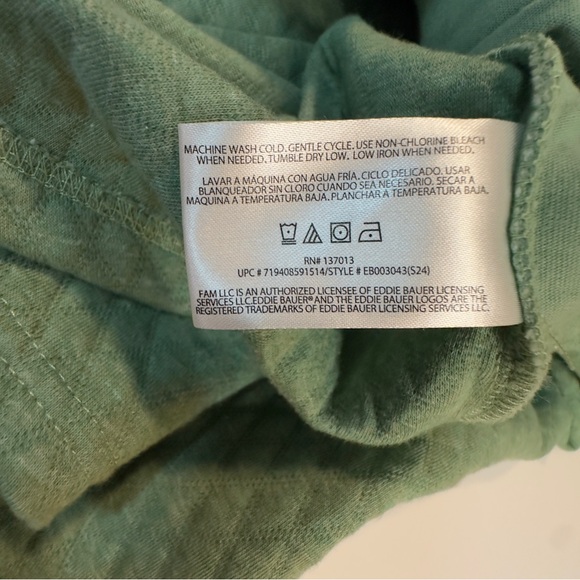 MACHINE WASH COLD. GENTLE CYCLE. USE NON-CHLORINE BLEACH
WHEN NEEDED. TUMBLE DRY LOW. LOW IRON WHEN NEEDED.
LAVAR A MÁQUINA CON AGUA FRÍA. CICLO DELICADO. USAR
BLANQUEADOR SIN CLORO CUANDO SEA NECESARIO. SECAR A
MAQUINA A TEMPERATURA BAJA. PLANCHAR A TEMPERATURA BAJA.
RN# 137013
UPC # 719408591514/STYLE # EB003043(S24)
FAM LLC IS AN AUTHORIZED LICENSEE OF EDDIE BAUER LICENSING
SERVICES LLC. EDDIE BAUER® AND THE EDDIE BAUER LOGOS ARE THE
REGISTERED TRADEMARKS OF EDDIE BAUER LICENSING SERVICES LLC.